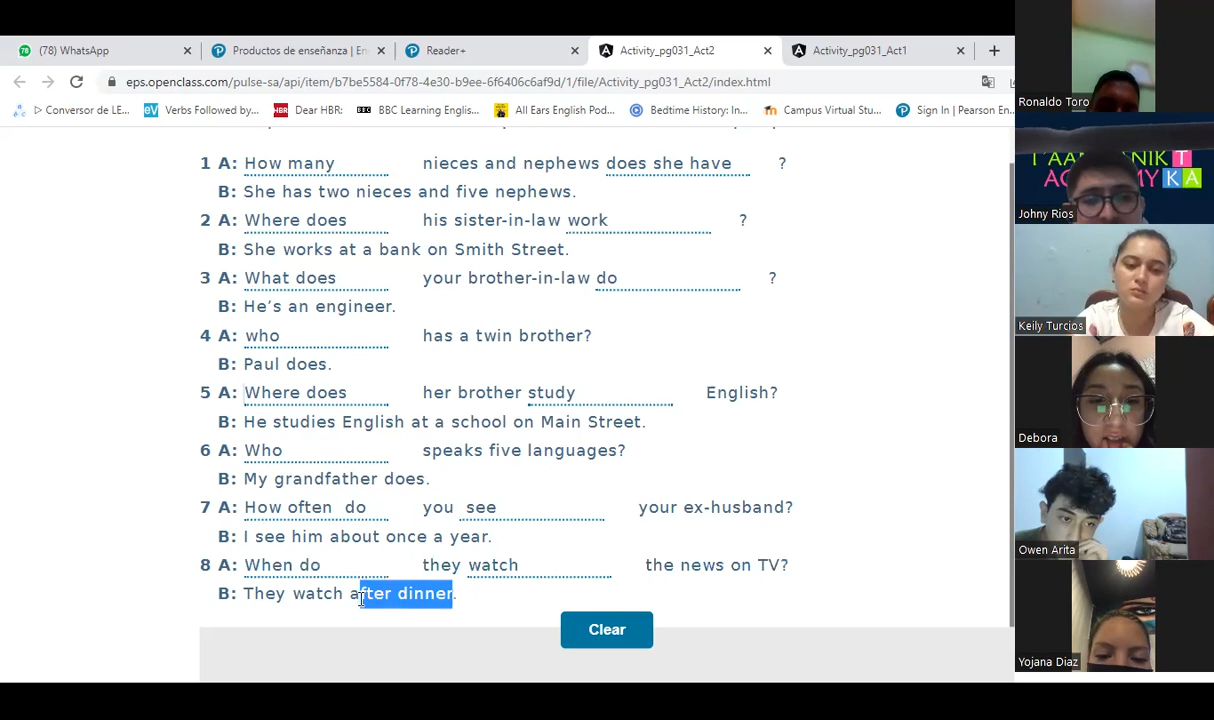 (78) WhatsApp
Productos de enseñanza | En
Reader+
Activity_pg031_Act2
Activity_pg031_Act1
eps.openclass.com/pulse-sa/api/item/b7be5584-0f78-4e30-b9ee-6f6406c6af9d/1/file/Activity_pg031_Act2/index.html
▷ Conversor de LE...
eV Verbs Followed by...
HBR Dear HBR:
BBC BBC Learning Englis...
All Ears English Pod...
Bedtime History: In...
Campus Virtual Stu...
Sign In | Pearson En...
1 A: How many nieces and nephews does she have ?
B: She has two nieces and five nephews.
2 A: Where does his sister-in-law work ?
B: She works at a bank on Smith Street.
3 A: What does your brother-in-law do ?
B: He's an engineer.
4 A: who has a twin brother?
B: Paul does.
5 A: Where does her brother study English?
B: He studies English at a school on Main Street.
6 A: Who speaks five languages?
B: My grandfather does.
7 A: How often do you see your ex-husband?
B: I see him about once a year.
8 A: When do they watch the news on TV?
B: They watch after dinner.
Clear
Ronaldo Toro
Johny Rios
Keily Turcios
Debora
Owen Arita
Yojana Diaz